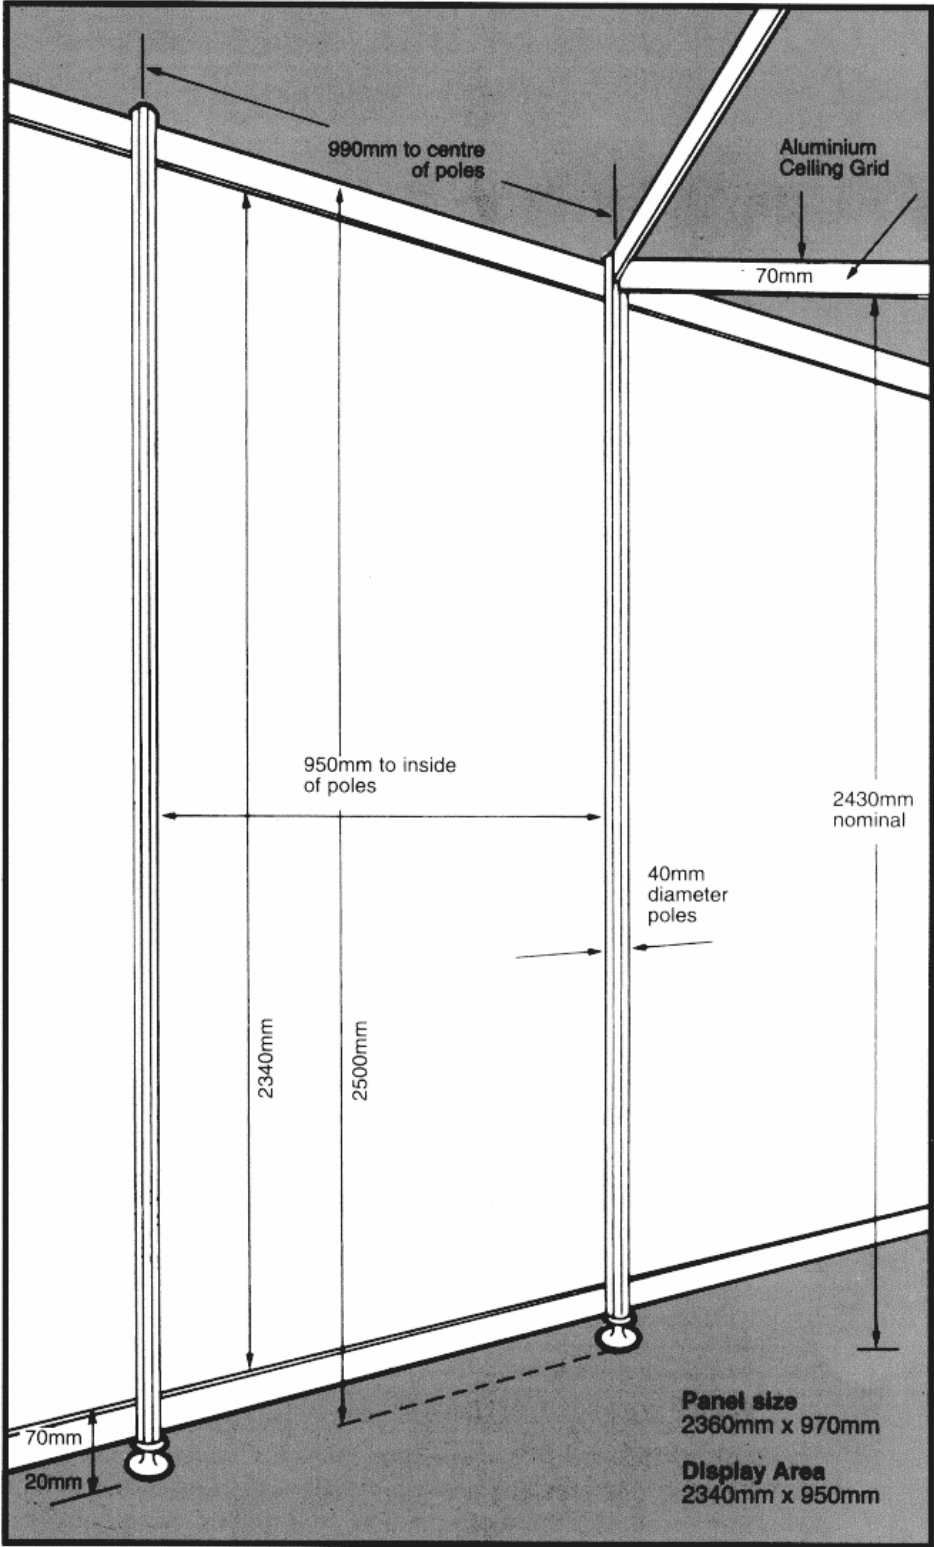 990mm to centre
of poles
Aluminium
Ceiling Grid
70mm
950mm to inside
of poles
2430mm
nominal
40mm
diameter
poles
2340mm
2500mm
70mm
20mm
Panel size
2360mm x 970mm
Display Area
2340mm x 950mm